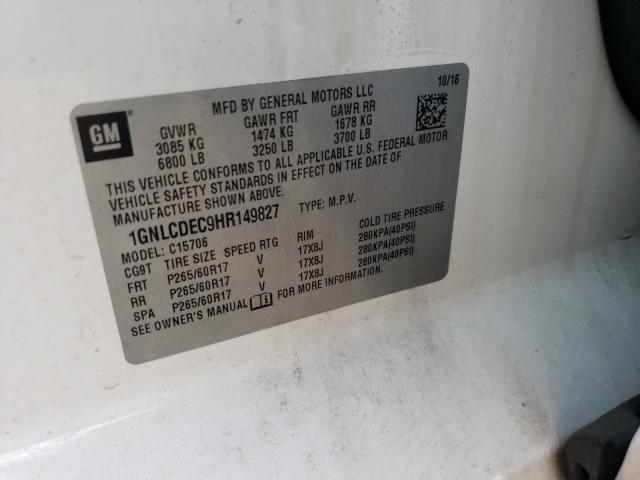 MFD BY GENERAL MOTORS LLC 10/16
GM
GVWR GAWR FRT GAWR RR
3085 KG 1474 KG 1678 KG
6800 LB 3250 LB 3700 LB
THIS VEHICLE CONFORMS TO ALL APPLICABLE U.S. FEDERAL MOTOR
VEHICLE SAFETY STANDARDS IN EFFECT ON THE DATE OF
MANUFACTURE SHOWN ABOVE.
1GNLCDEC9HR149827 TYPE: M.P.V.
MODEL: C15706
CG9T TIRE SIZE SPEED RTG RIM COLD TIRE PRESSURE
FRT P265/60R17 V 17X8J 280KPA(40PSI)
RR P265/60R17 V 17X8J 280KPA(40PSI)
SPA P265/60R17 V 17X8J 280KPA(40PSI)
SEE OWNER'S MANUAL FOR MORE INFORMATION.